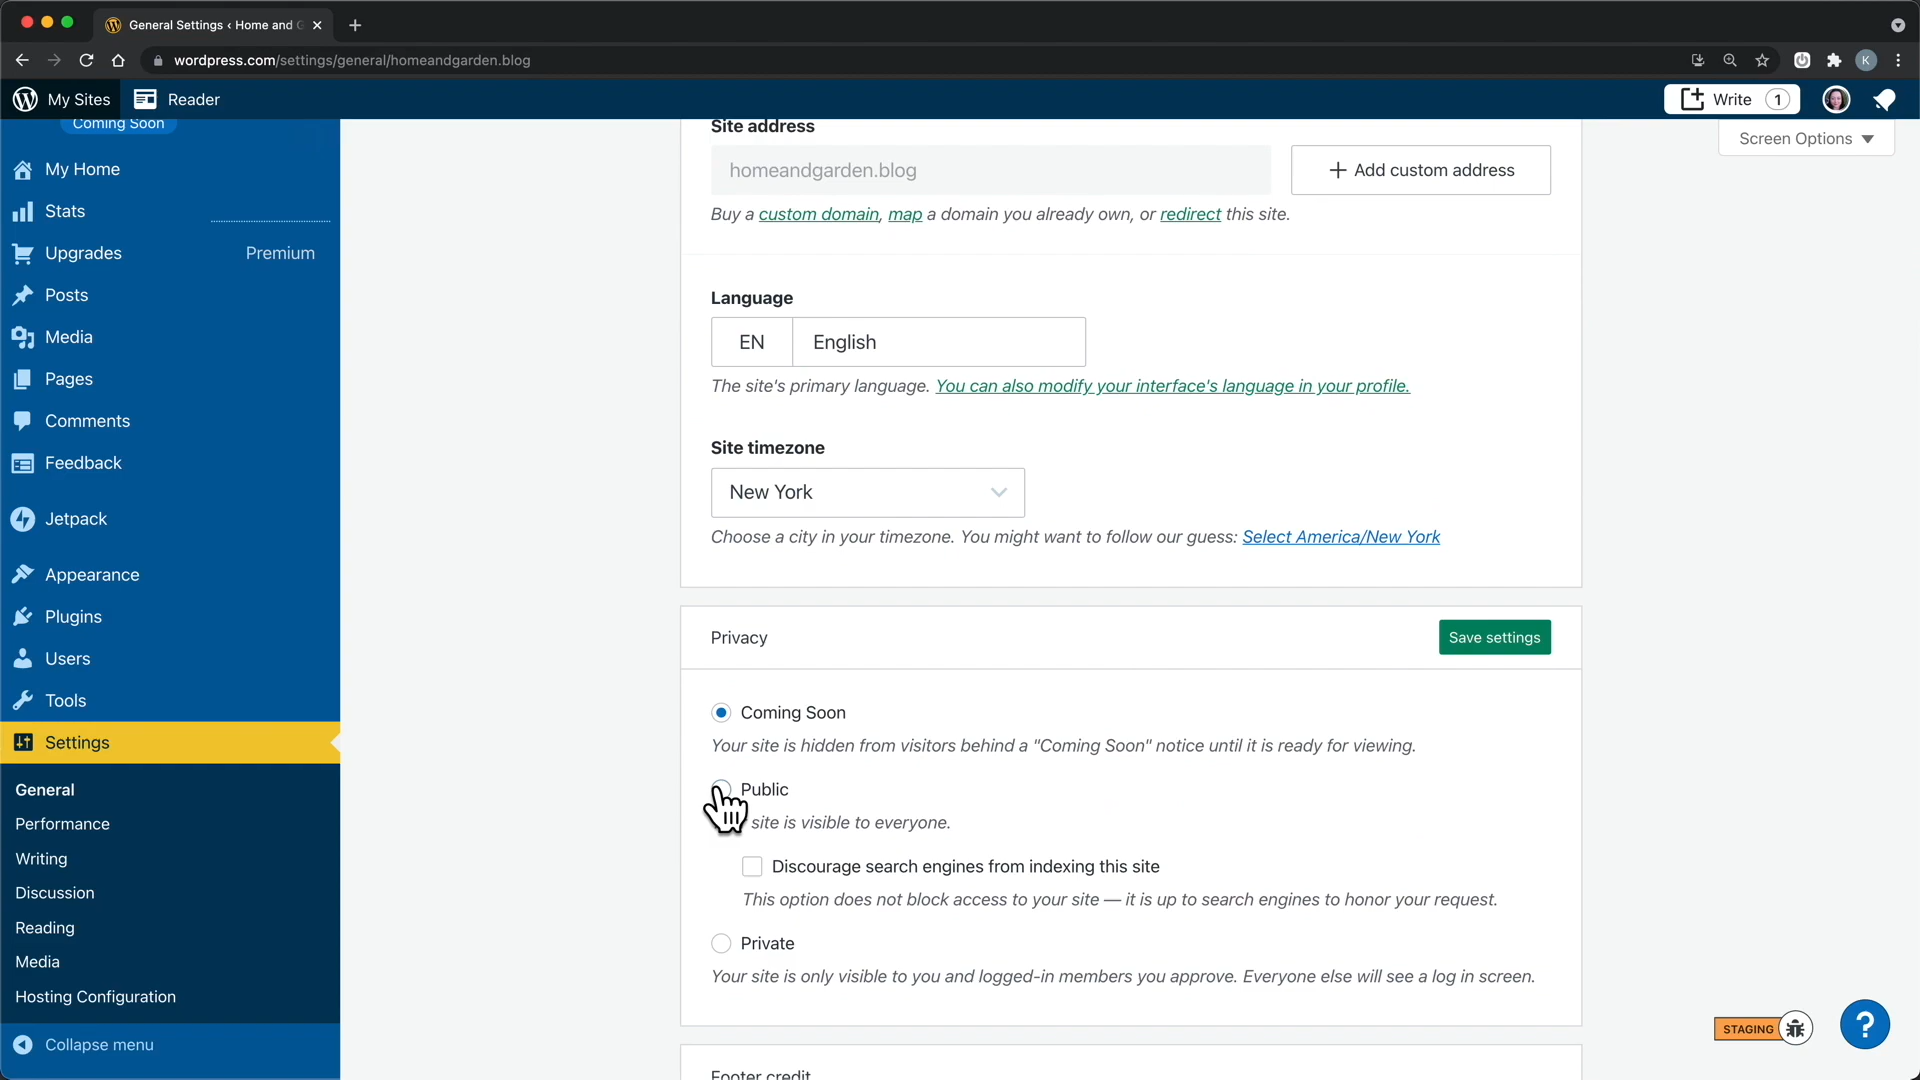 General Settings ‹ Home and G
wordpress.com/settings/general/homeandgarden.blog
K
My Sites
Reader
Write 1
Coming Soon
My Home
Stats
Upgrades Premium
Posts
Media
Pages
Comments
Feedback
Jetpack
Appearance
Plugins
Users
Tools
Settings
General
Performance
Writing
Discussion
Reading
Media
Hosting Configuration
Collapse menu
Screen Options
Site address
homeandgarden.blog
+ Add custom address
Buy a custom domain, map a domain you already own, or redirect this site.
Language
EN English
The site's primary language. You can also modify your interface's language in your profile.
Site timezone
New York
Choose a city in your timezone. You might want to follow our guess: Select America/New York
Privacy
Save settings
Coming Soon
Your site is hidden from visitors behind a "Coming Soon" notice until it is ready for viewing.
Public
site is visible to everyone.
Discourage search engines from indexing this site
This option does not block access to your site — it is up to search engines to honor your request.
Private
Your site is only visible to you and logged-in members you approve. Everyone else will see a log in screen.
Footer credit
STAGING
?